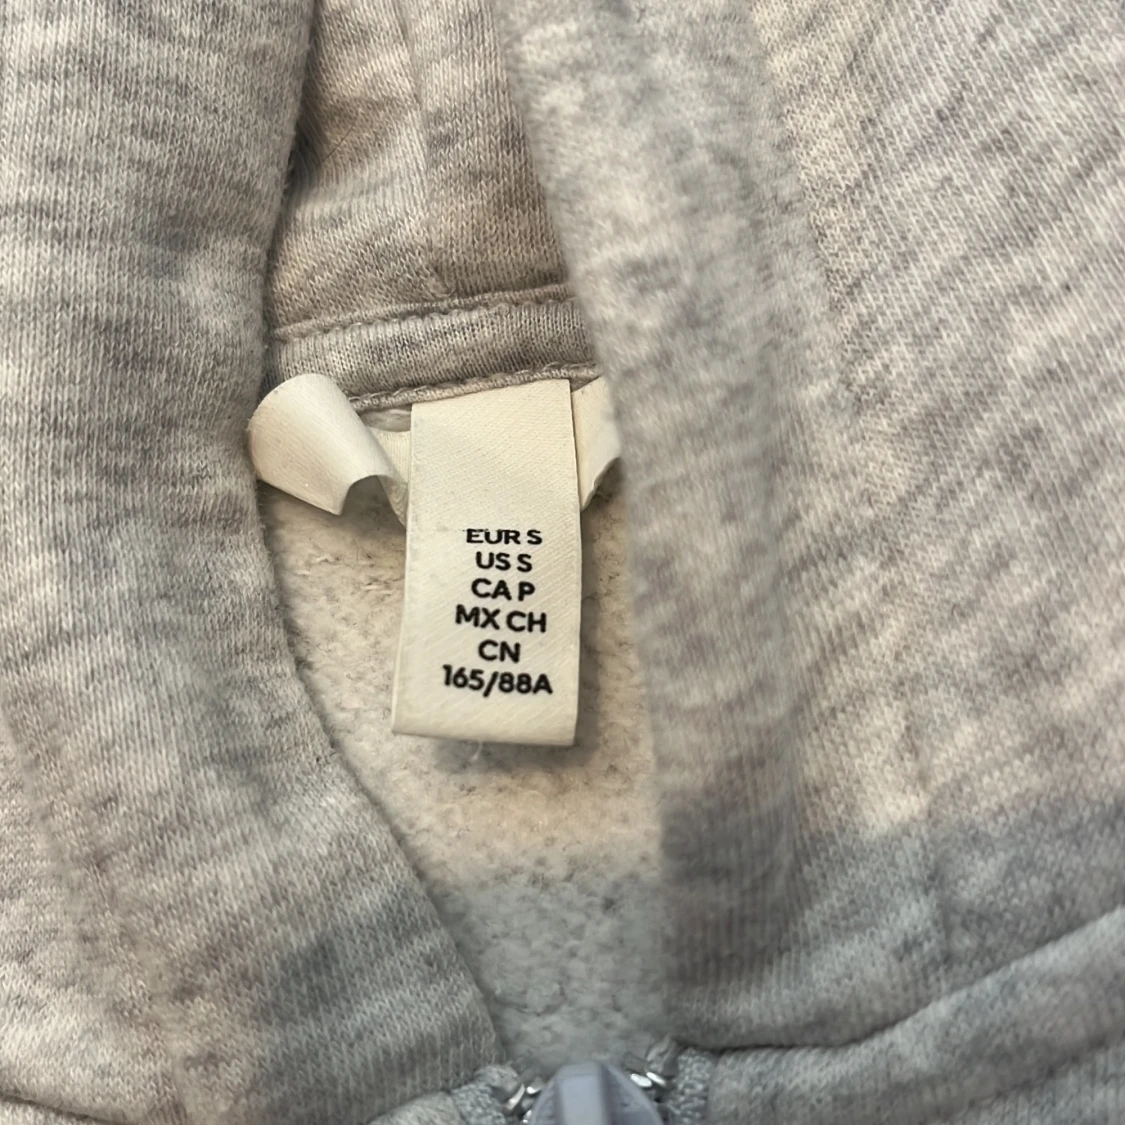 EUR S
US S
CA P
MX CH
CN
165/88A